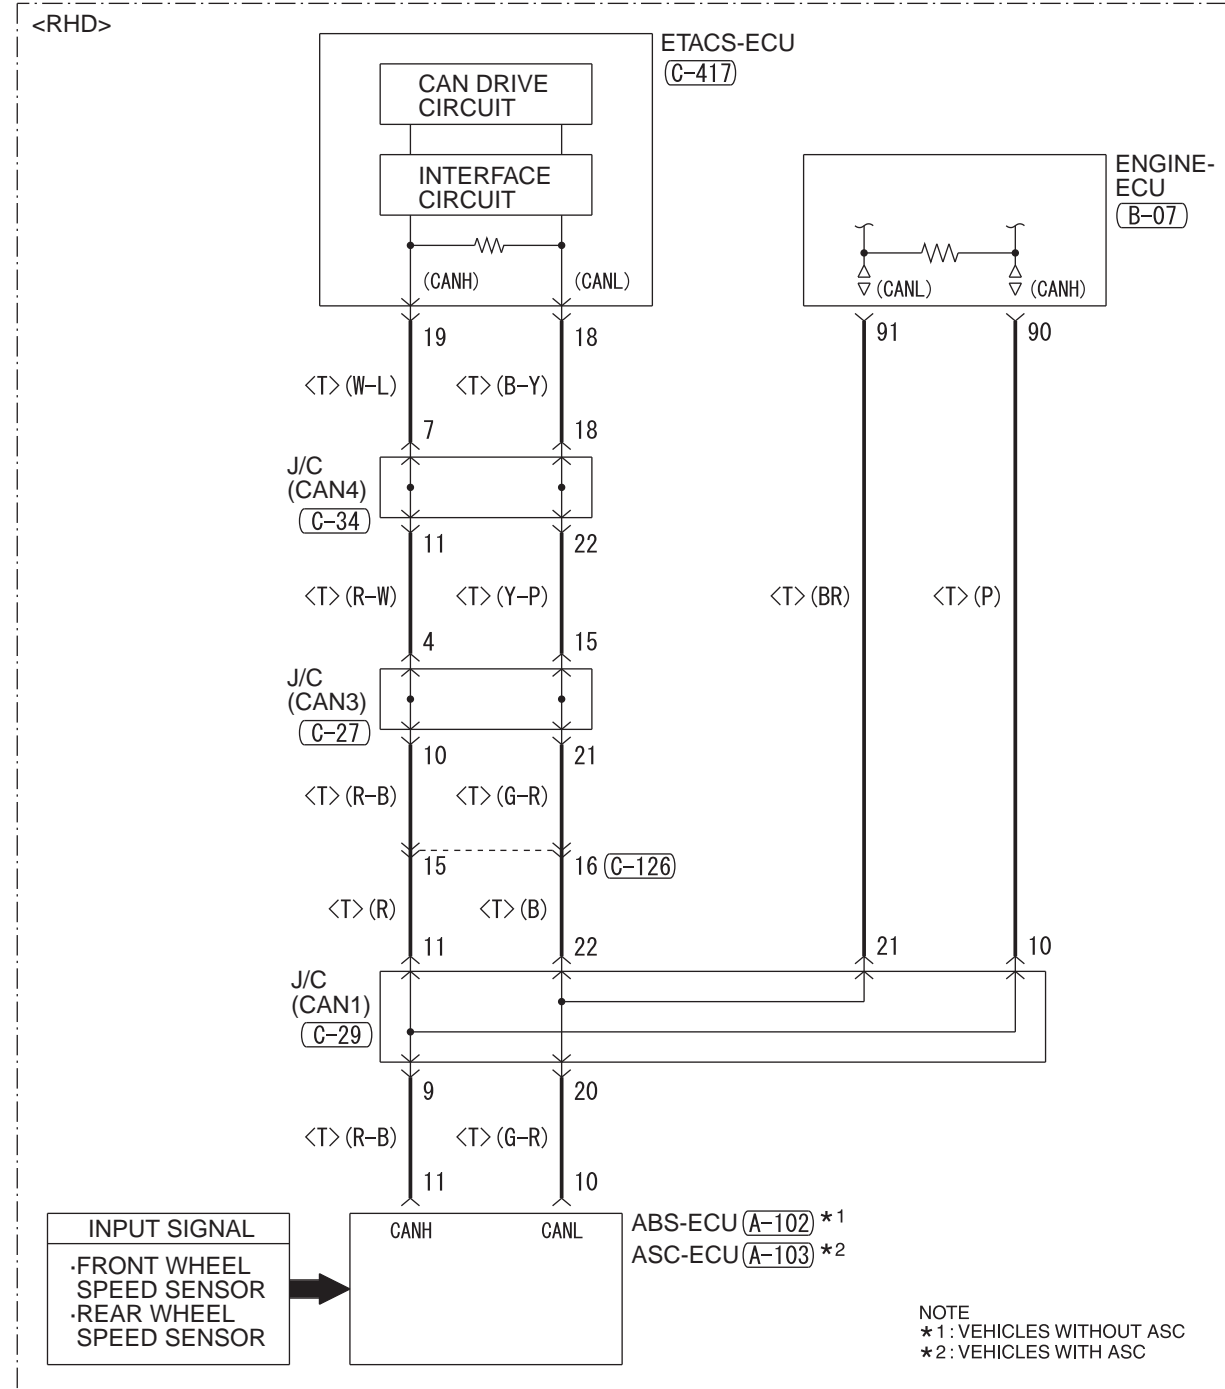 <RHD>
ETACS-ECU
C-417
CAN DRIVE
CIRCUIT
INTERFACE
CIRCUIT
(CANH)
(CANL)
ENGINE-
ECU
B-07
(CANL)
(CANH)
19
18
91
90
<T>(W-L)
<T>(B-Y)
7
18
J/C
(CAN4)
C-34
11
22
<T>(R-W)
<T>(Y-P)
<T>(BR)
<T>(P)
4
15
J/C
(CAN3)
C-27
10
21
<T>(R-B)
<T>(G-R)
15
16 C-126
<T>(R)
<T>(B)
11
22
21
10
J/C
(CAN1)
C-29
9
20
<T>(R-B)
<T>(G-R)
11
10
CANH
CANL
ABS-ECU A-102 *1
ASC-ECU A-103 *2
INPUT SIGNAL
·FRONT WHEEL
SPEED SENSOR
·REAR WHEEL
SPEED SENSOR
NOTE
*1: VEHICLES WITHOUT ASC
*2: VEHICLES WITH ASC